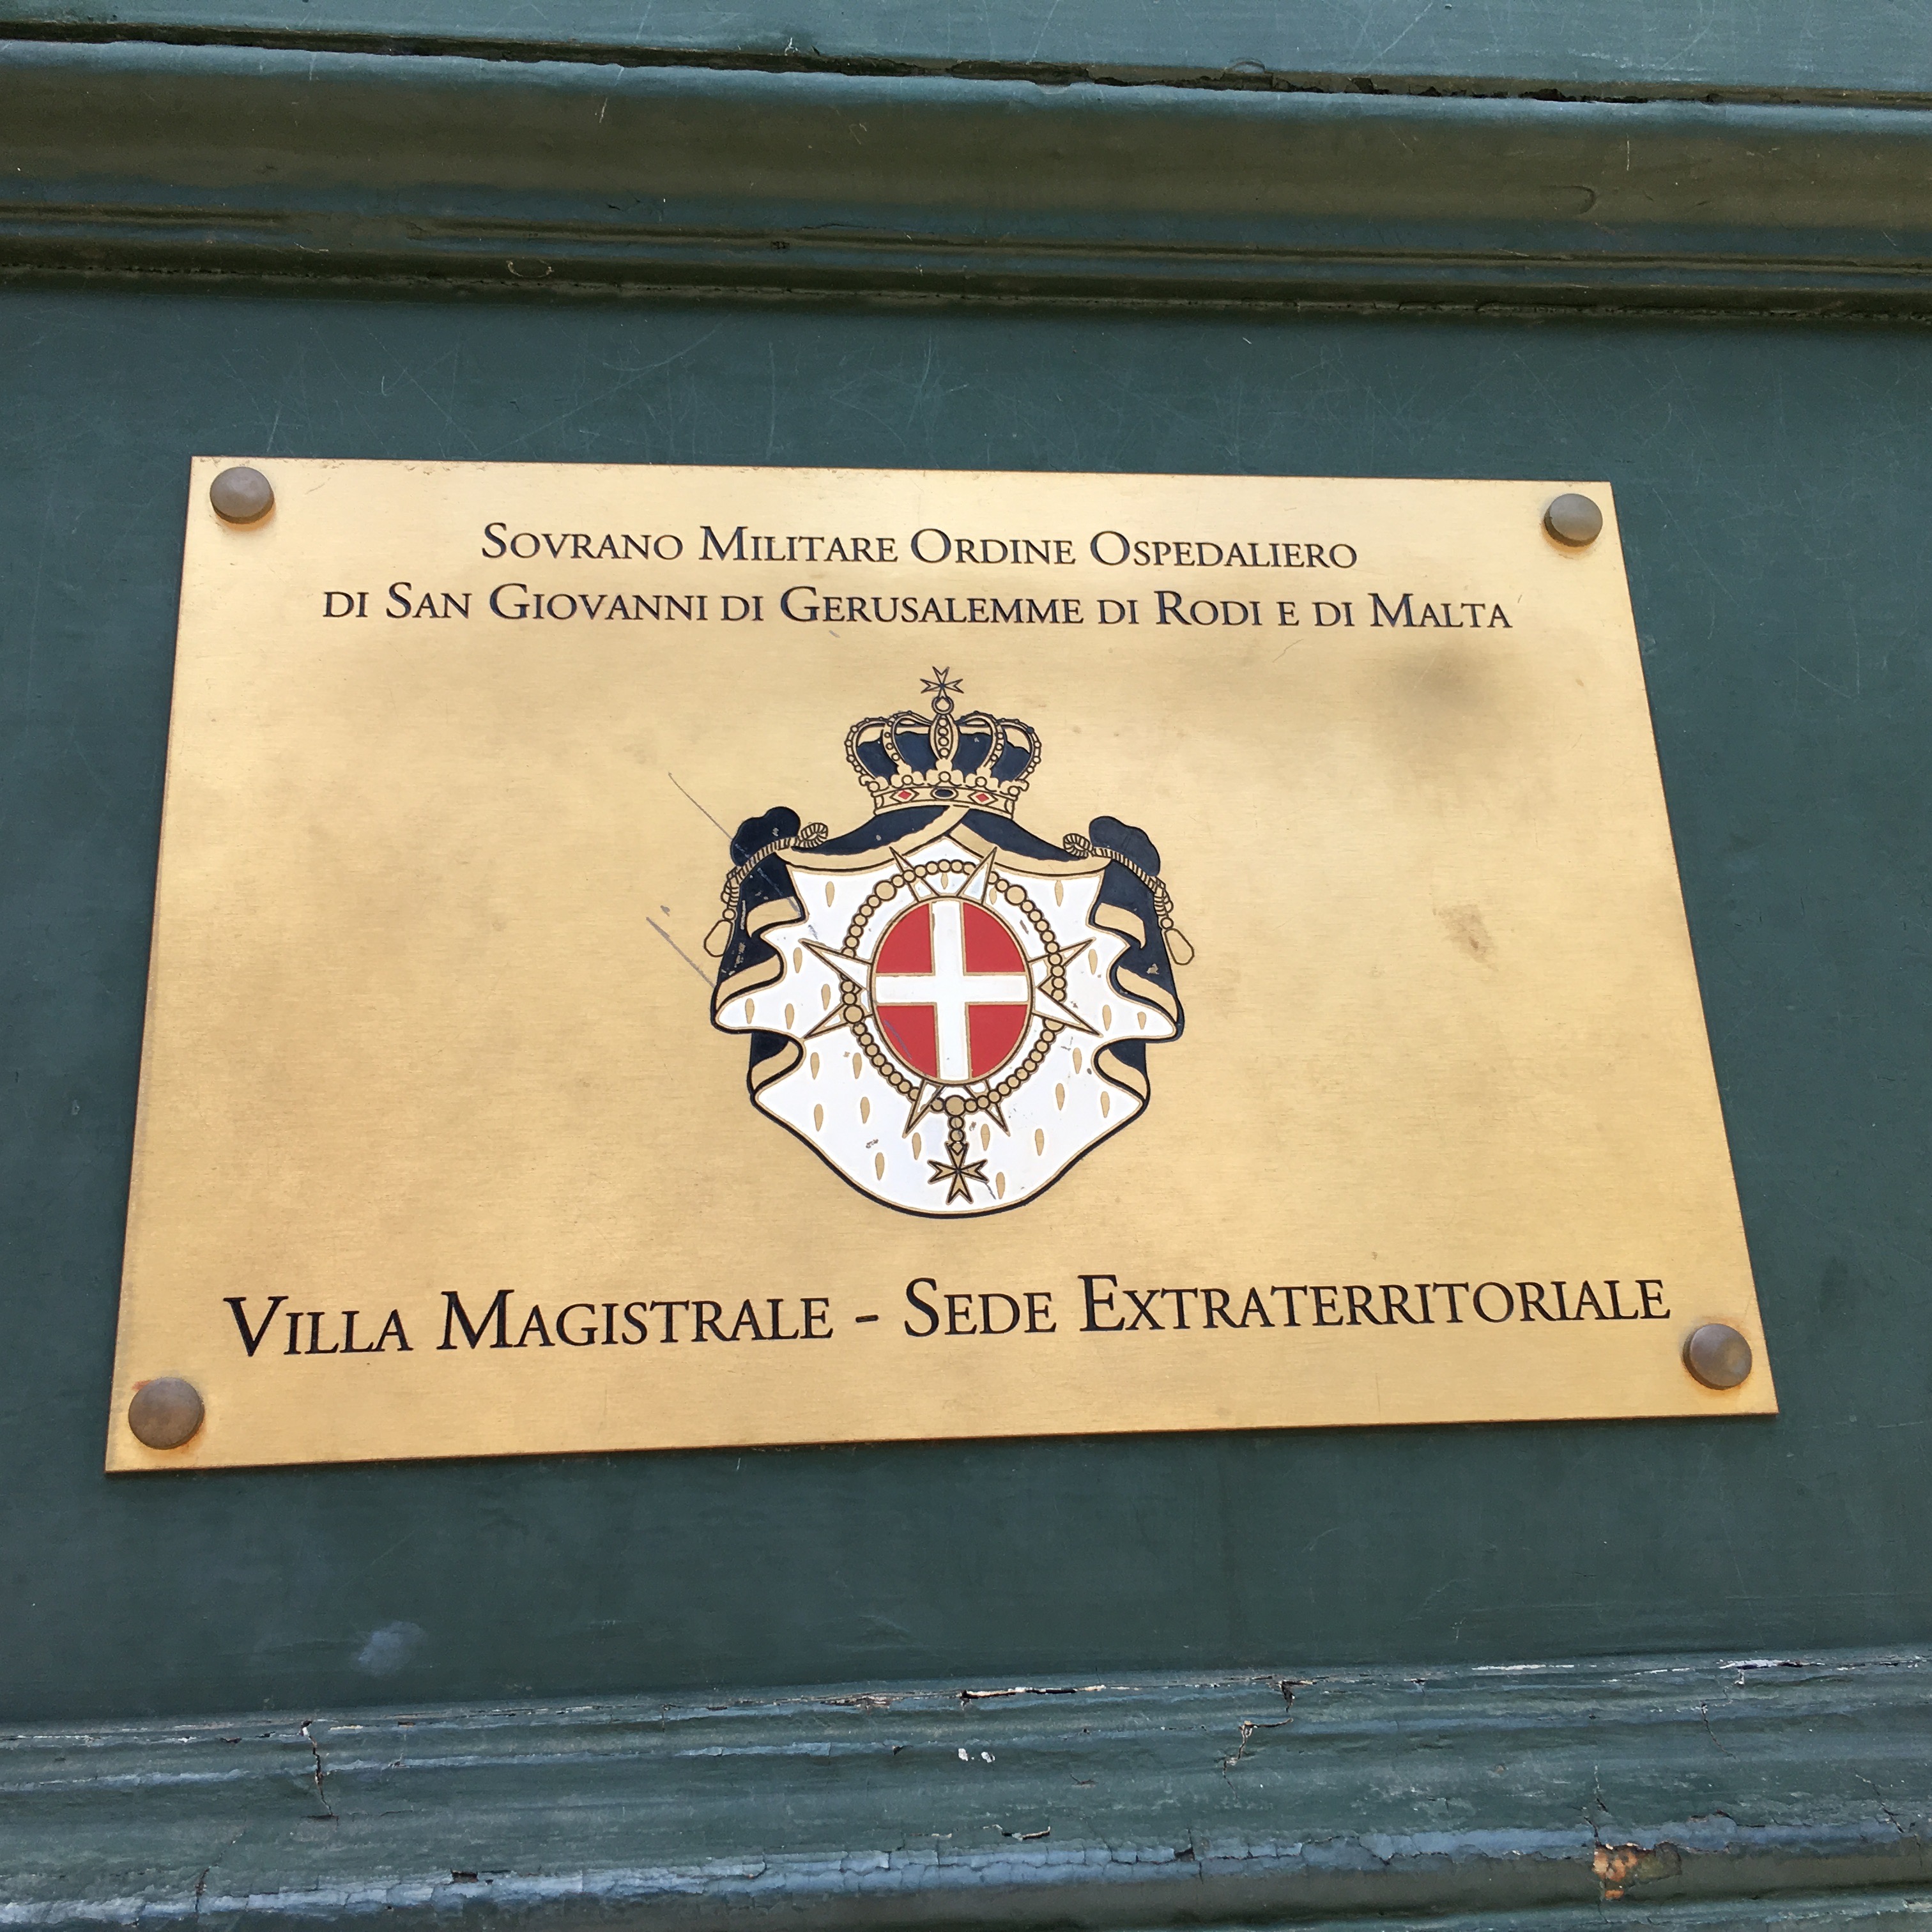 Sovrano Militare Ordine Ospedaliero
di San Giovanni di Gerusalemme di Rodi e di Malta
Villa Magistrale - Sede Extraterritoriale